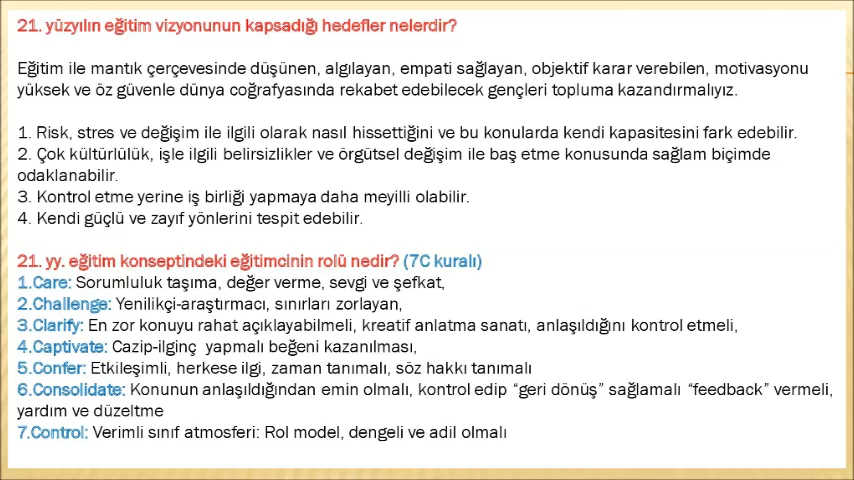 21. yüzyılın eğitim vizyonunun kapsadığı hedefler nelerdir?
Eğitim ile mantık çerçevesinde düşünen, algılayan, empati sağlayan, objektif karar verebilen, motivasyonu
yüksek ve öz güvenle dünya coğrafyasında rekabet edebilecek gençleri topluma kazandırmalıyız.
1. Risk, stres ve değişim ile ilgili olarak nasıl hissettiğini ve bu konularda kendi kapasitesini fark edebilir.
2. Çok kültürlülük, işle ilgili belirsizlikler ve örgütsel değişim ile baş etme konusunda sağlam biçimde
odaklanabilir.
3. Kontrol etme yerine iş birliği yapmaya daha meyilli olabilir.
4. Kendi güçlü ve zayıf yönlerini tespit edebilir.
21. yy. eğitim konseptindeki eğitimcinin rolü nedir? (7C kuralı)
1.Care: Sorumluluk taşıma, değer verme, sevgi ve şefkat,
2.Challenge: Yenilikçi-araştırmacı, sınırları zorlayan,
3.Clarify: En zor konuyu rahat açıklayabilmeli, kreatif anlatma sanatı, anlaşıldığını kontrol etmeli,
4.Captivate: Cazip-ilginç yapmalı beğeni kazanılması,
5.Confer: Etkileşimli, herkese ilgi, zaman tanımalı, söz hakkı tanımalı
6.Consolidate: Konunun anlaşıldığından emin olmalı, kontrol edip “geri dönüş” sağlamalı “feedback” vermeli,
yardım ve düzeltme
7.Control: Verimli sınıf atmosferi: Rol model, dengeli ve adil olmalı